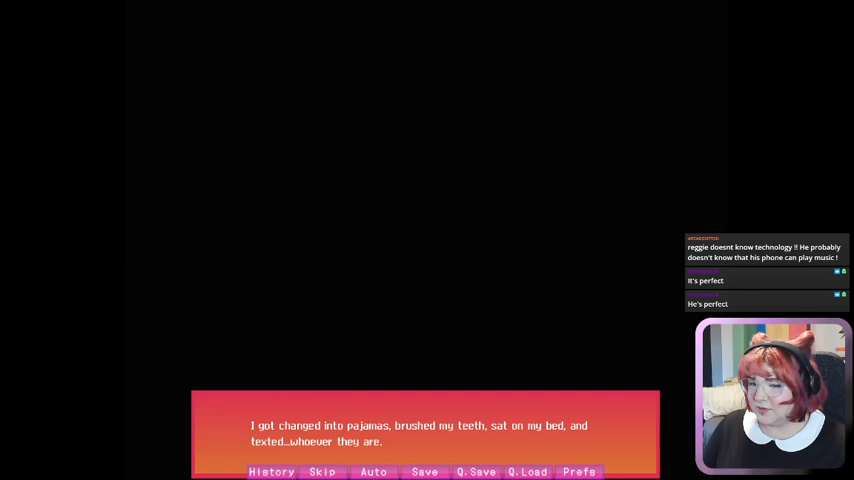 ARIADUSTTIN
reggie doesnt know technology !! He probably
doesn't know that his phone can play music !
It's perfect
He's perfect
I got changed into pajamas, brushed my teeth, sat on my bed, and
texted...whoever they are.
History Skip Auto Save Q.Save Q.Load Prefs